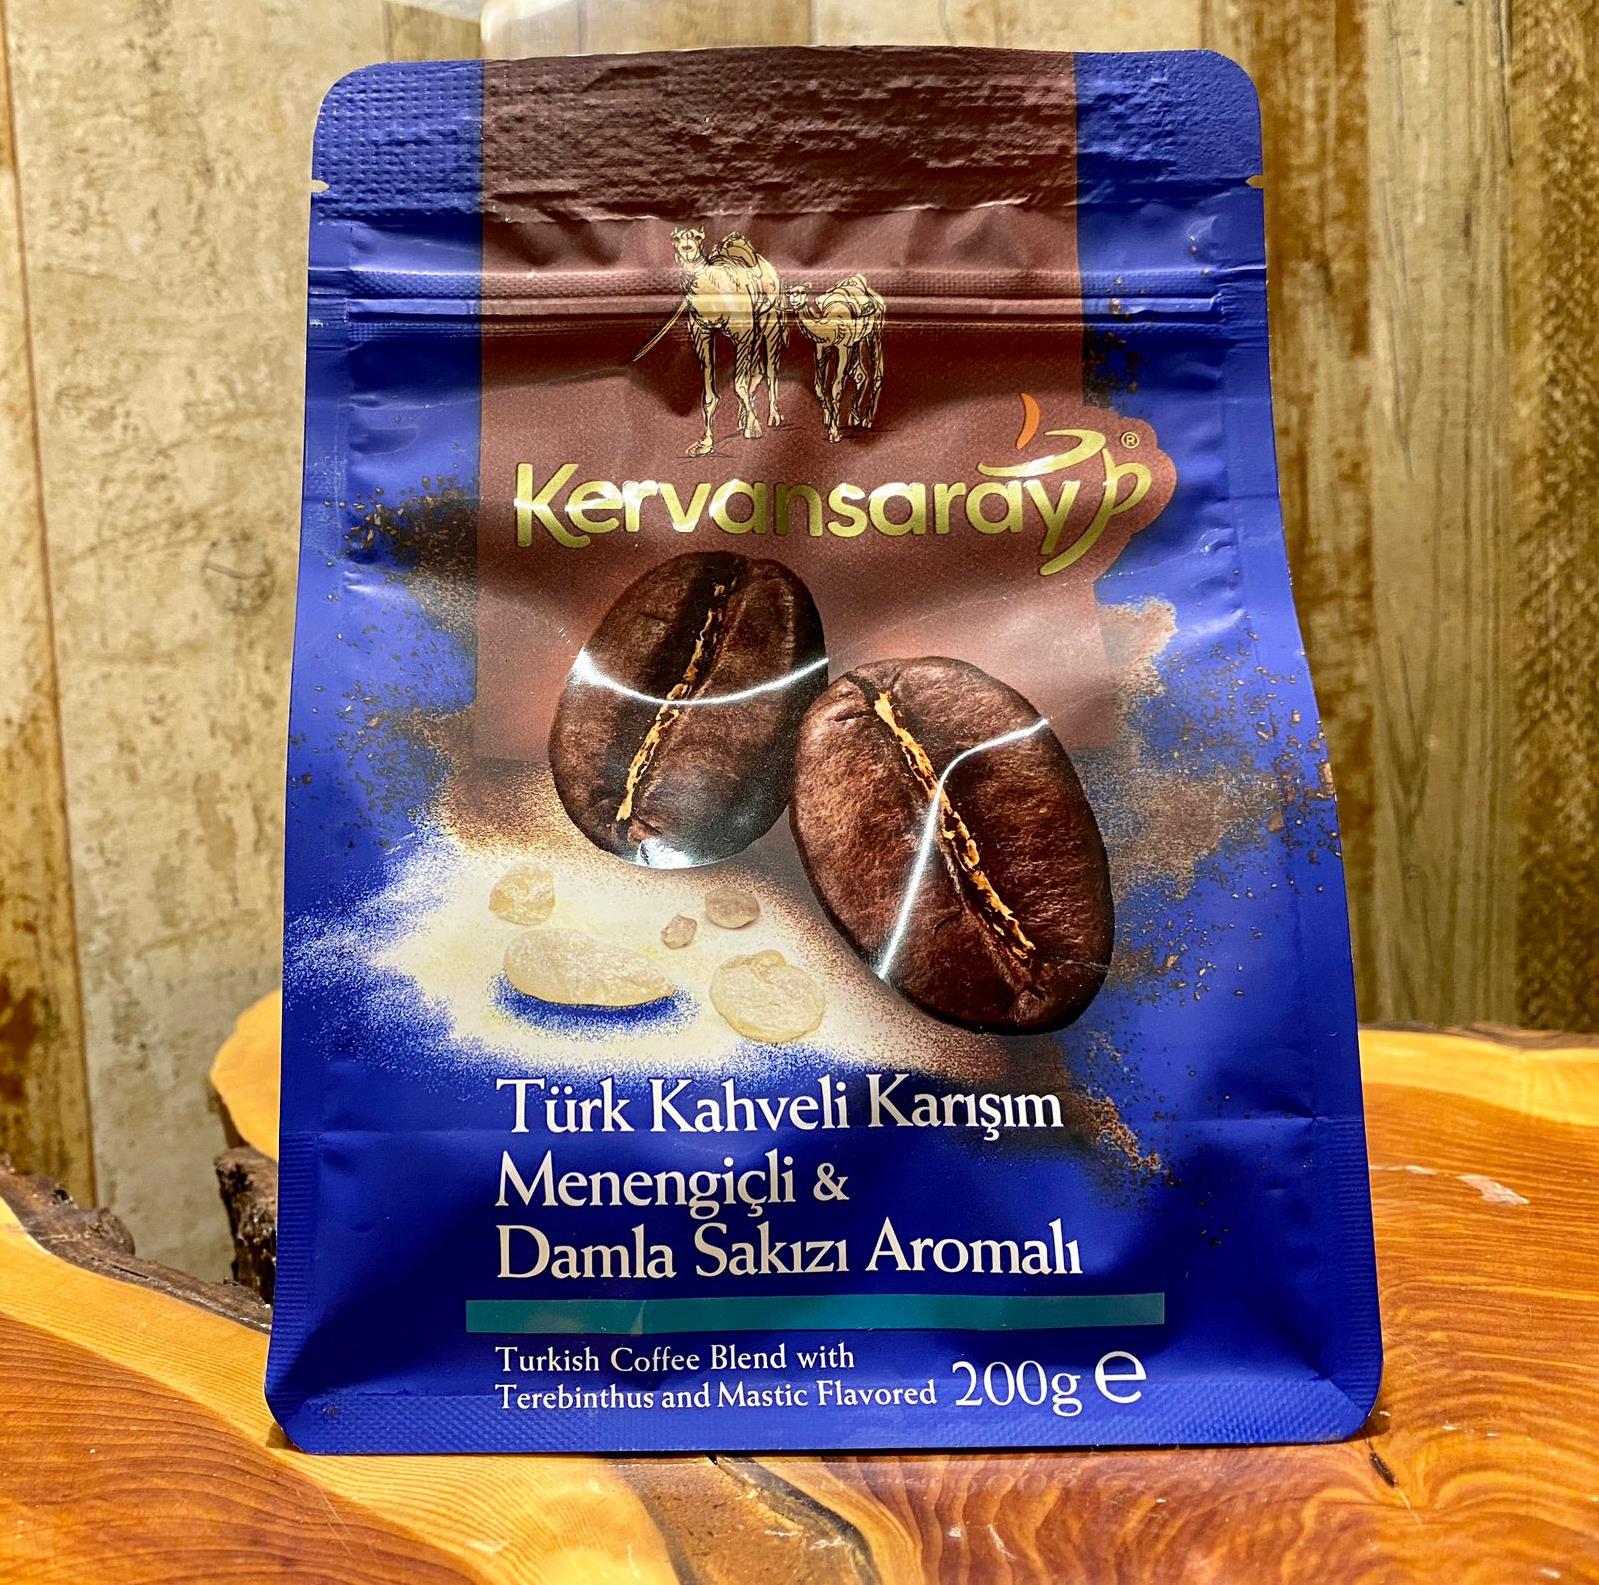 Kervansaray ®
Türk Kahveli Karışım
Menengiçli &
Damla Sakızı Aromalı
Turkish Coffee Blend with
Terebinthus and Mastic Flavored 200g ℮